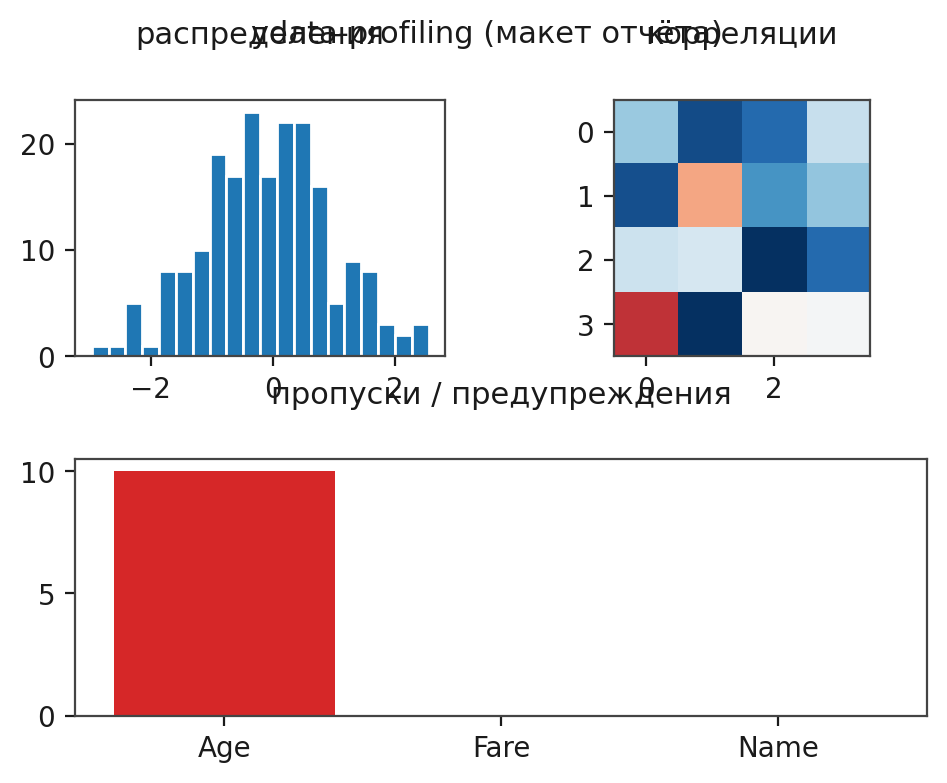 ydata-profiling (макет отчёта)
распределения
корреляции
20
10
0
−2 0 2
0
1
2
3
0 2
пропуски / предупреждения
10
5
0
Age Fare Name